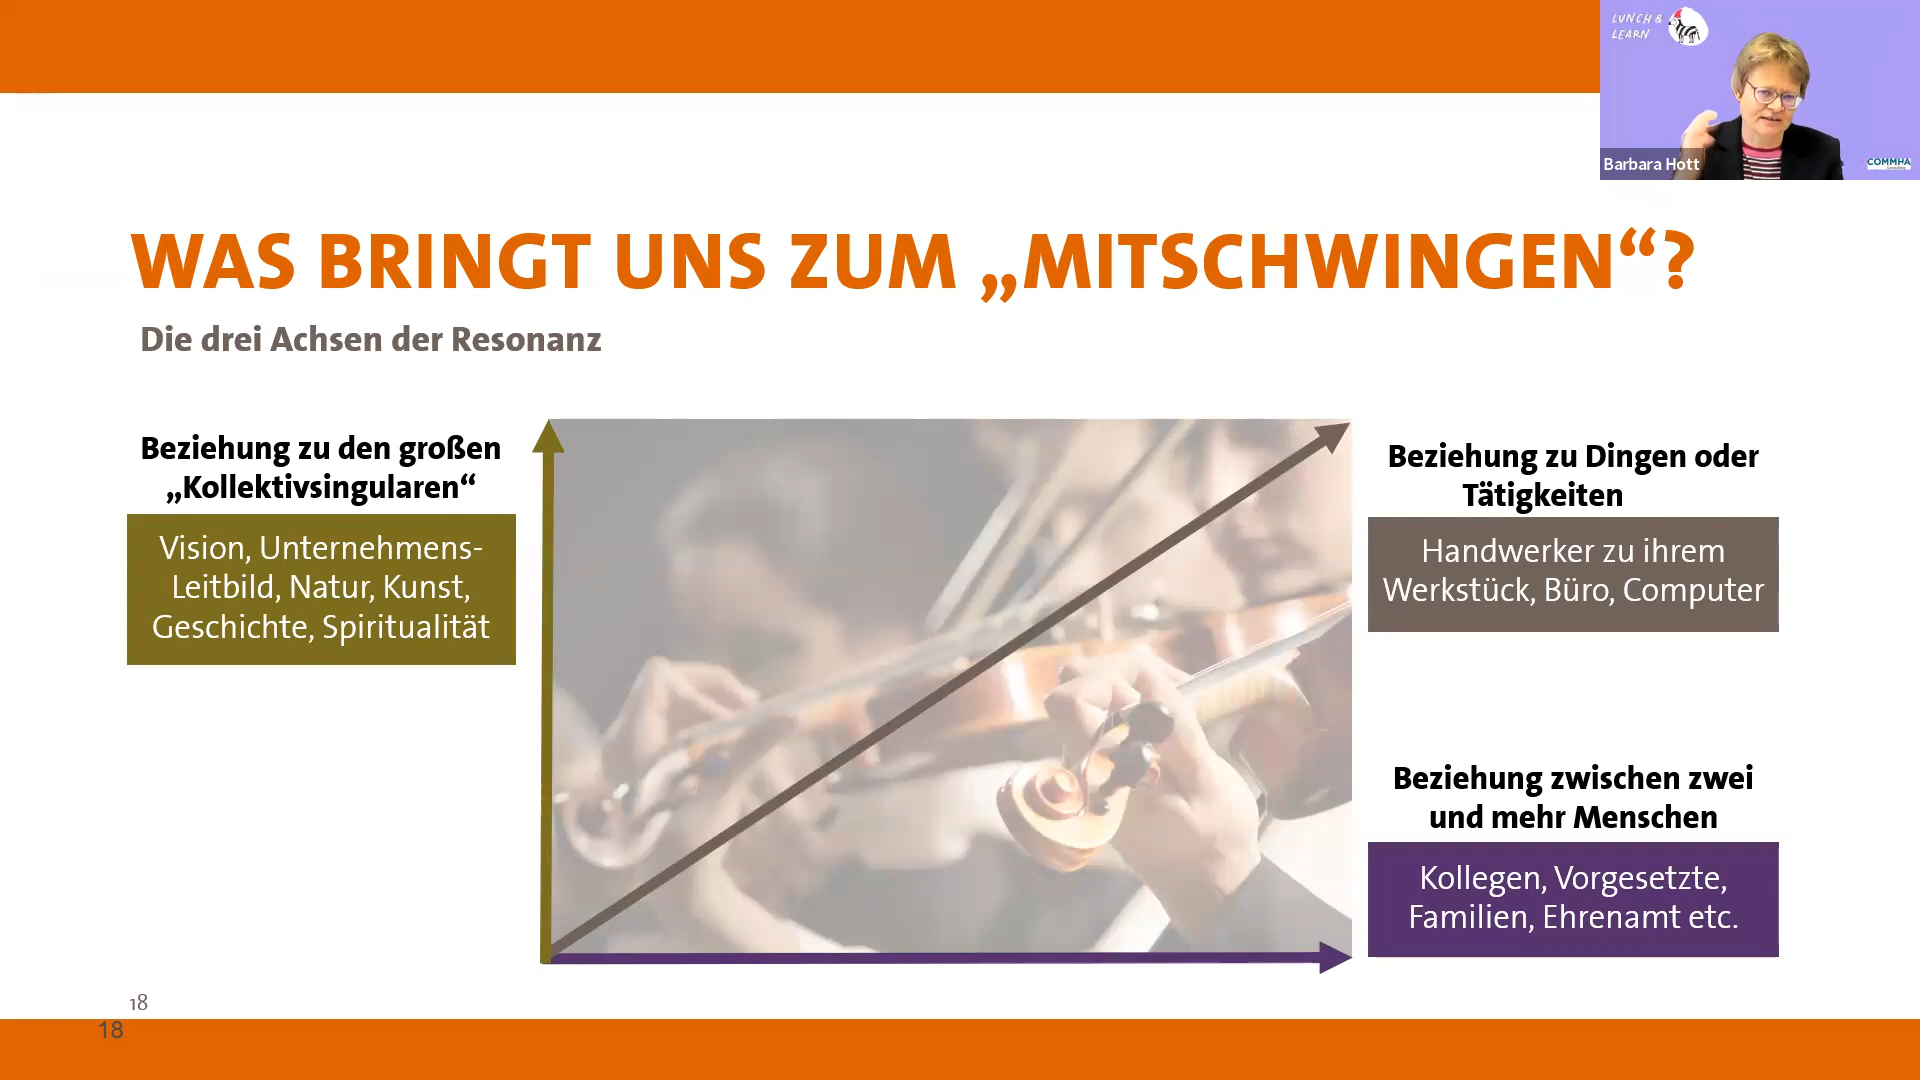 LUNCH &
LEARN
Barbara Hott
COMMHA
WAS BRINGT UNS ZUM „MITSCHWINGEN“?
Die drei Achsen der Resonanz
Beziehung zu den großen
„Kollektivsingularen“
Vision, Unternehmens-
Leitbild, Natur, Kunst,
Geschichte, Spiritualität
Beziehung zu Dingen oder
Tätigkeiten
Handwerker zu ihrem
Werkstück, Büro, Computer
Beziehung zwischen zwei
und mehr Menschen
Kollegen, Vorgesetzte,
Familien, Ehrenamt etc.
18
18